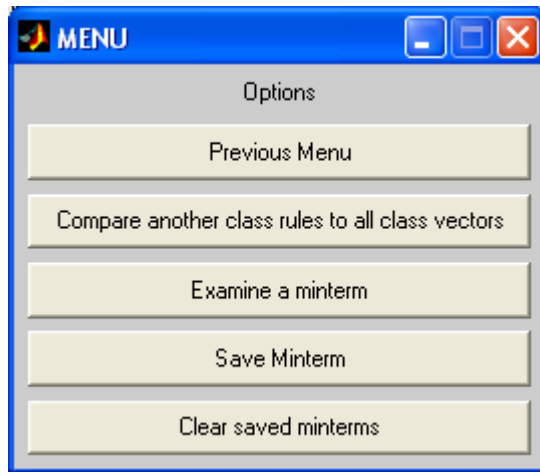 MENU
Options
Previous Menu
Compare another class rules to all class vectors
Examine a minterm
Save Minterm
Clear saved minterms